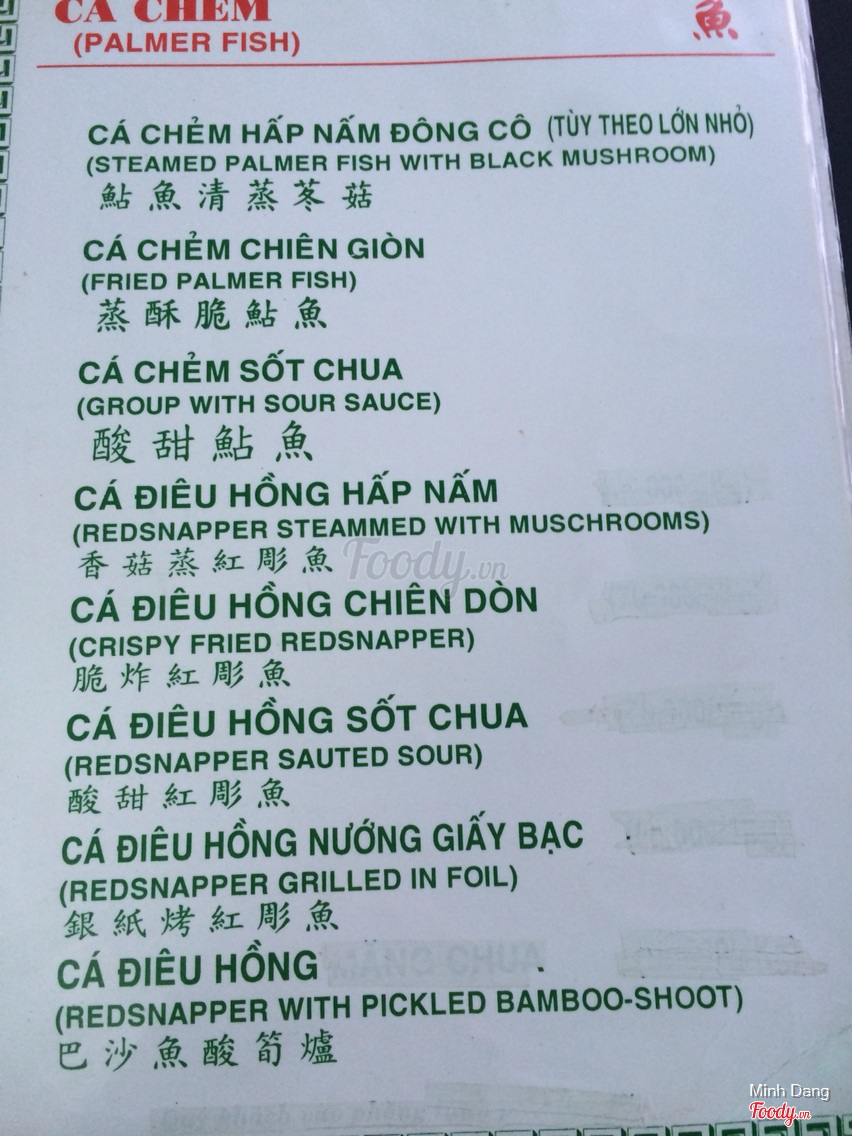 CÁ CHẼM
(PALMER FISH)
魚
CÁ CHẼM HẤP NẤM ĐÔNG CÔ (TÙY THEO LỚN NHỎ)
(STEAMED PALMER FISH WITH BLACK MUSHROOM)
鮎魚清蒸苳菇
CÁ CHẼM CHIÊN GIÒN
(FRIED PALMER FISH)
蒸酥脆鮎魚
CÁ CHẼM SỐT CHUA
(GROUP WITH SOUR SAUCE)
酸甜鮎魚
CÁ ĐIÊU HỒNG HẤP NẤM
(REDSNAPPER STEAMMED WITH MUSCHROOMS)
香菇蒸紅彫魚
CÁ ĐIÊU HỒNG CHIÊN DÒN
(CRISPY FRIED REDSNAPPER)
脆炸紅彫魚
CÁ ĐIÊU HỒNG SỐT CHUA
(REDSNAPPER SAUTED SOUR)
酸甜紅彫魚
CÁ ĐIÊU HỒNG NƯỚNG GIẤY BẠC
(REDSNAPPER GRILLED IN FOIL)
銀紙烤紅彫魚
CÁ ĐIÊU HỒNG
(REDSNAPPER WITH PICKLED BAMBOO-SHOOT)
巴沙魚酸筍爐
Foody.vn
Minh Dang
Foody.vn